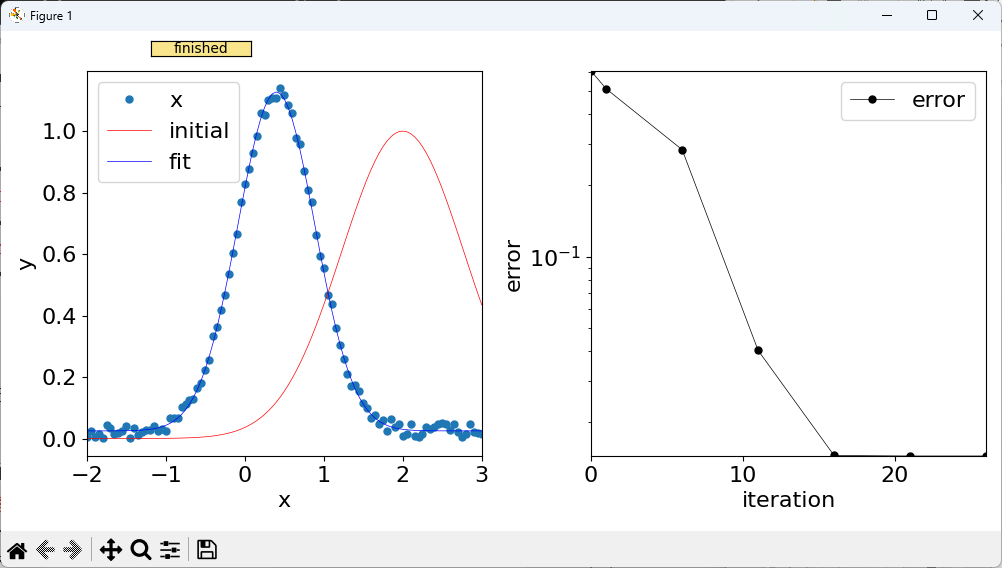 Figure 1
finished
x
initial
fit
y
1.0
0.8
0.6
0.4
0.2
0.0
−2
−1
0
1
2
3
x
error
error
10⁻¹
0
10
20
iteration